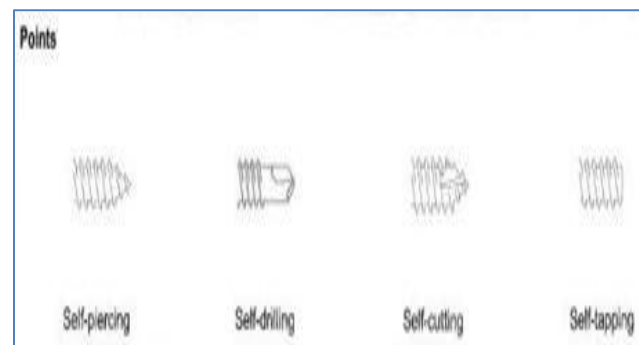 Points
Self-piercing
Self-drilling
Self-cutting
Self-tapping